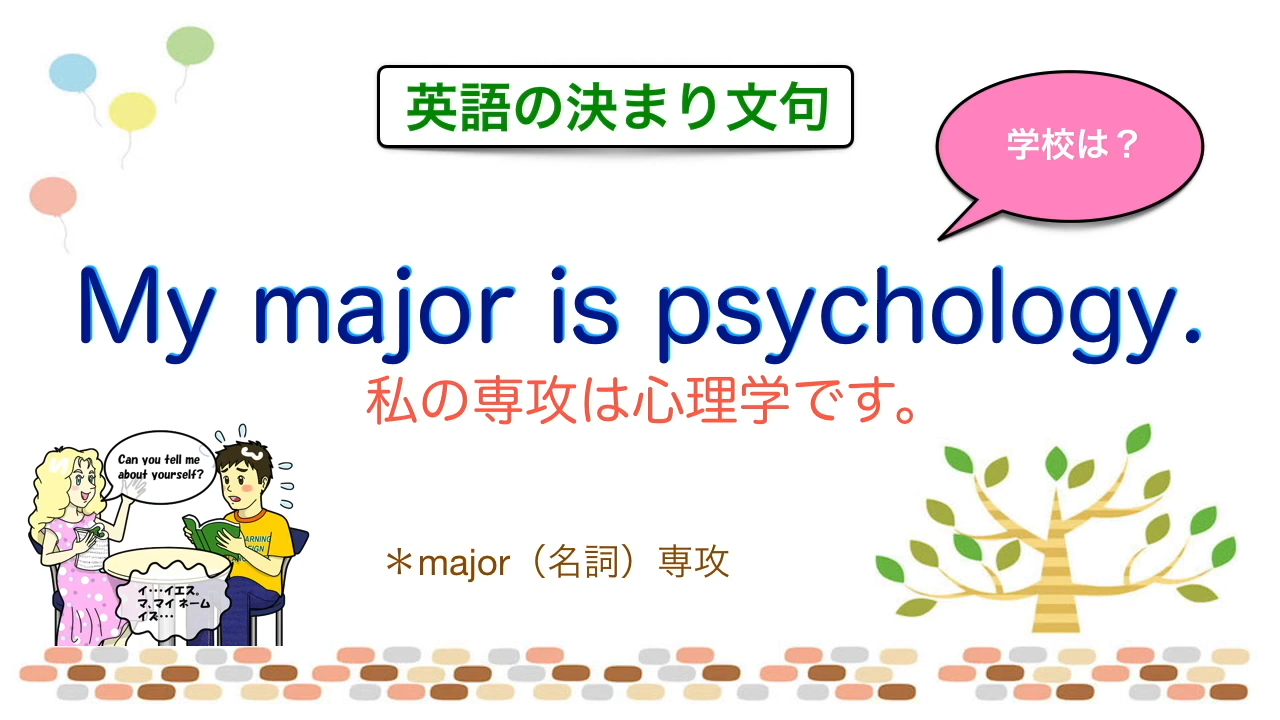 英語の決まり文句
学校は？
My major is psychology.
私の専攻は心理学です。
Can you tell me
about yourself?
イ・・・イエス。
マ、マイ ネーム
イズ・・・
＊major（名詞）専攻